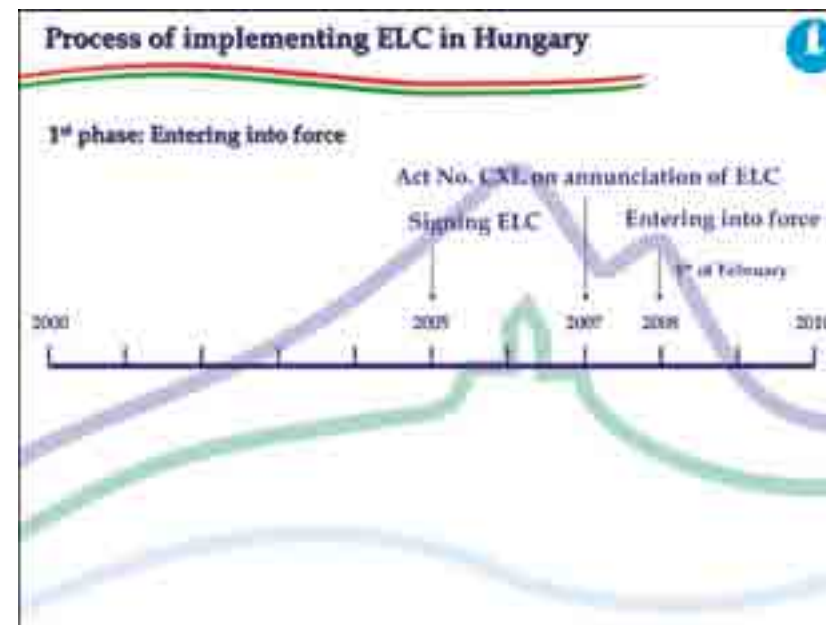 Process of implementing ELC in Hungary
1st phase: Entering into force
Act No. CXL on annunciation of ELC
Signing ELC
Entering into force
1st of February
2000
2005
2007
2008
2010